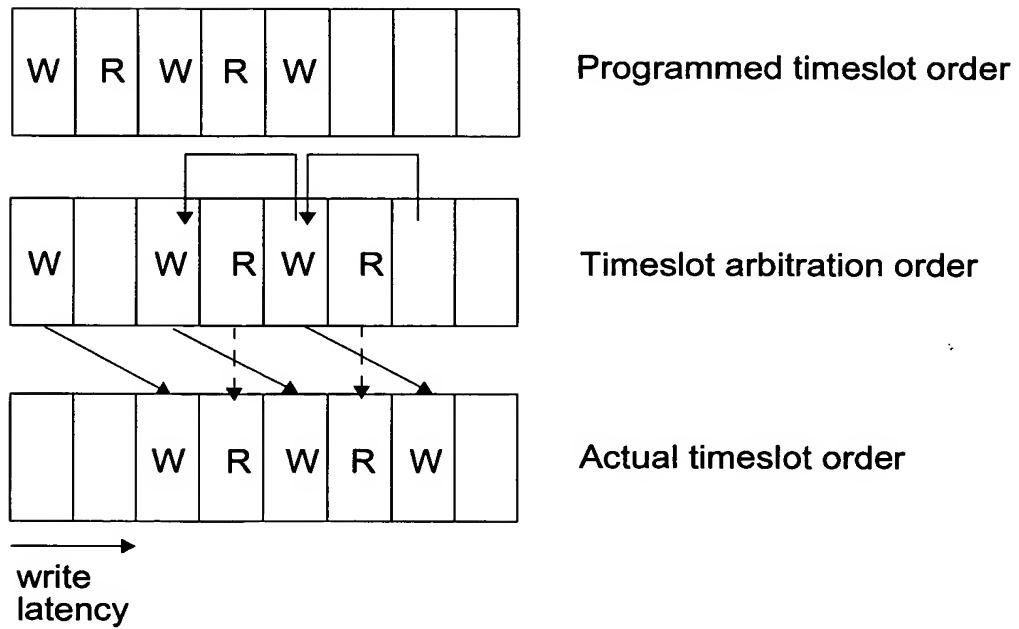 W R W R W
Programmed timeslot order
W W R W R
Timeslot arbitration order
W R W R W
Actual timeslot order
write
latency